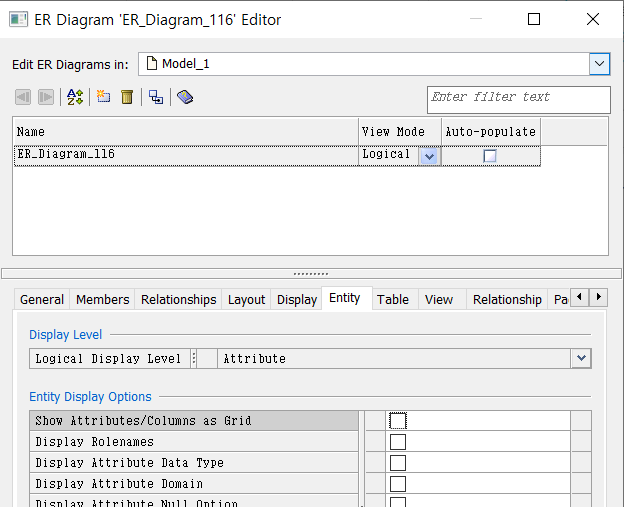 ER Diagram 'ER_Diagram_116' Editor
Edit ER Diagrams in: Model_1
Enter filter text
Name View Mode Auto-populate
ER_Diagram_116 Logical
General Members Relationships Layout Display Entity Table View Relationship Pa
Display Level
Logical Display Level Attribute
Entity Display Options
Show Attributes/Columns as Grid
Display Rolenames
Display Attribute Data Type
Display Attribute Domain
Display Attribute Null Option